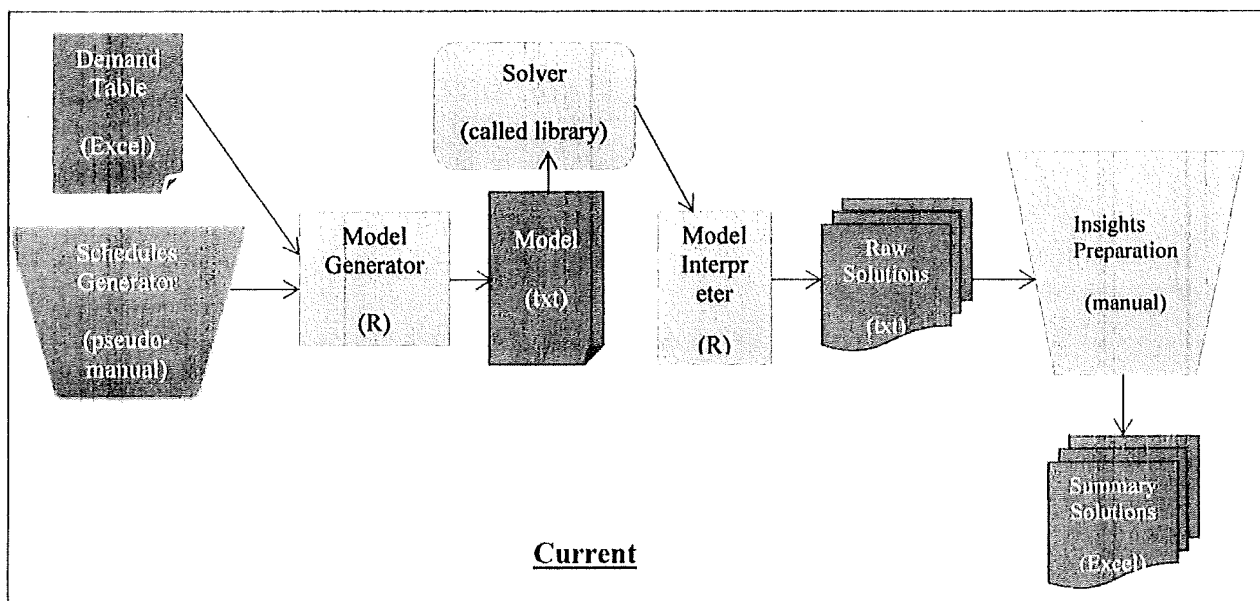 Demand
Table
(Excel)
Schedules
Generator
(pseudo-
manual)
Model
Generator
(R)
Solver
(called library)
Model
(txt)
Model
Interpr
eter
(R)
Raw
Solutions
(txt)
Insights
Preparation
(manual)
Summary
Solutions
(Excel)
Current